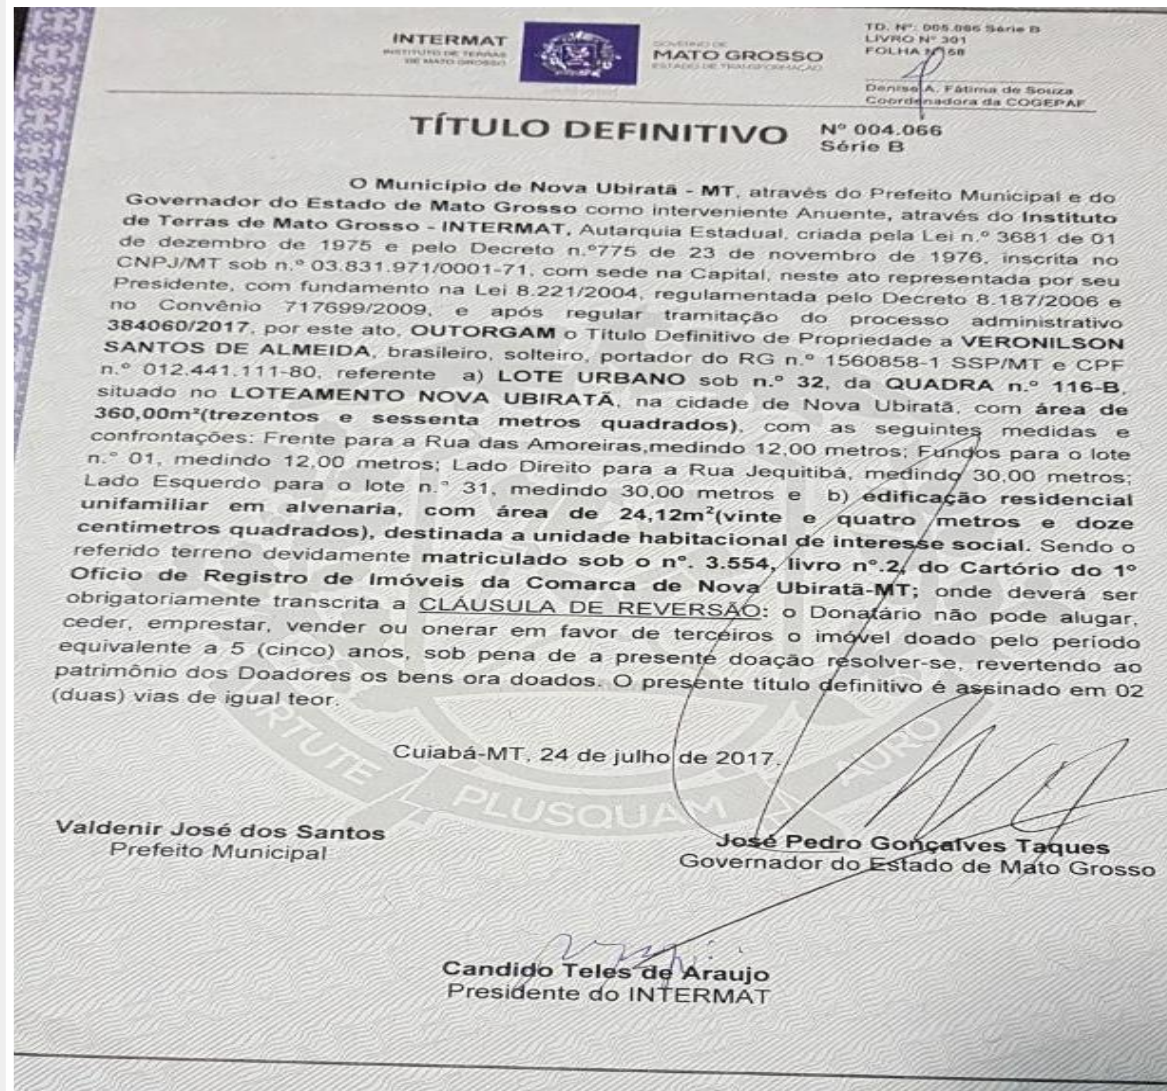 INTERMAT
INSTITUTO DE TERRAS
DE MATO GROSSO
GOVERNO DE
MATO GROSSO
ESTADO DE TRANSFORMAÇÃO
TD. Nº: 005.086 Série B
LIVRO Nº 301
FOLHA Nº 58
Denise A. Fátima de Souza
Coordenadora da COGEPAF
TÍTULO DEFINITIVO
Nº 004.066
Série B
O Município de Nova Ubiratã - MT, através do Prefeito Municipal e do
Governador do Estado de Mato Grosso como interveniente Anuente, através do Instituto
de Terras de Mato Grosso - INTERMAT, Autarquia Estadual, criada pela Lei n.º 3681 de 01
de dezembro de 1975 e pelo Decreto n.º775 de 23 de novembro de 1976, inscrita no
CNPJ/MT sob n.º 03.831.971/0001-71, com sede na Capital, neste ato representada por seu
Presidente, com fundamento na Lei 8.221/2004, regulamentada pelo Decreto 8.187/2006 e
no Convênio 717699/2009, e após regular tramitação do processo administrativo
384060/2017, por este ato, OUTORGAM o Título Definitivo de Propriedade a VERONILSON
SANTOS DE ALMEIDA, brasileiro, solteiro, portador do RG n.º 1560858-1 SSP/MT e CPF
n.º 012.441.111-80, referente a) LOTE URBANO sob n.º 32, da QUADRA n.º 116-B,
situado no LOTEAMENTO NOVA UBIRATÃ, na cidade de Nova Ubiratã, com área de
360,00m²(trezentos e sessenta metros quadrados), com as seguintes medidas e
confrontações: Frente para a Rua das Amoreiras,medindo 12,00 metros; Fundos para o lote
n.º 01, medindo 12,00 metros; Lado Direito para a Rua Jequitibá, medindo 30,00 metros;
Lado Esquerdo para o lote n.º 31, medindo 30,00 metros e b) edificação residencial
unifamiliar em alvenaria, com área de 24,12m²(vinte e quatro metros e doze
centímetros quadrados), destinada a unidade habitacional de interesse social. Sendo o
referido terreno devidamente matriculado sob o nº. 3.554, livro nº.2, do Cartório do 1º
Ofício de Registro de Imóveis da Comarca de Nova Ubiratã-MT; onde deverá ser
obrigatoriamente transcrita a CLÁUSULA DE REVERSÃO: o Donatário não pode alugar,
ceder, emprestar, vender ou onerar em favor de terceiros o imóvel doado pelo período
equivalente a 5 (cinco) anos, sob pena de a presente doação resolver-se, revertendo ao
patrimônio dos Doadores os bens ora doados. O presente título definitivo é assinado em 02
(duas) vias de igual teor.
Cuiabá-MT, 24 de julho de 2017.
PLUSQUAM AURO
Valdenir José dos Santos
Prefeito Municipal
José Pedro Gonçalves Taques
Governador do Estado de Mato Grosso
Candido Teles de Araujo
Presidente do INTERMAT